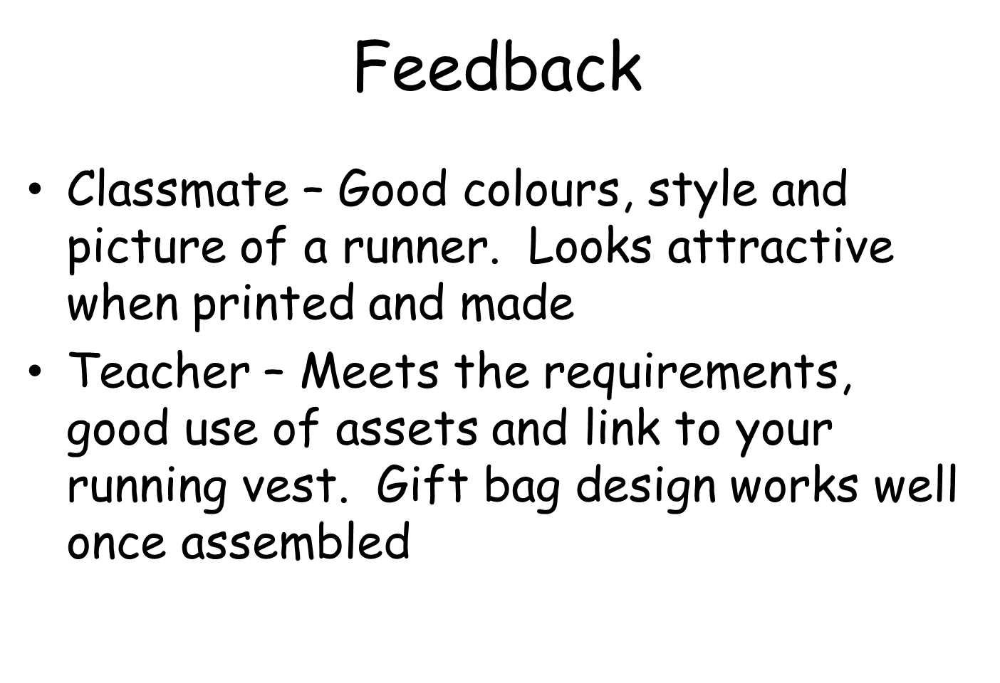 Feedback
• Classmate – Good colours, style and
picture of a runner.  Looks attractive
when printed and made
• Teacher – Meets the requirements,
good use of assets and link to your
running vest.  Gift bag design works well
once assembled